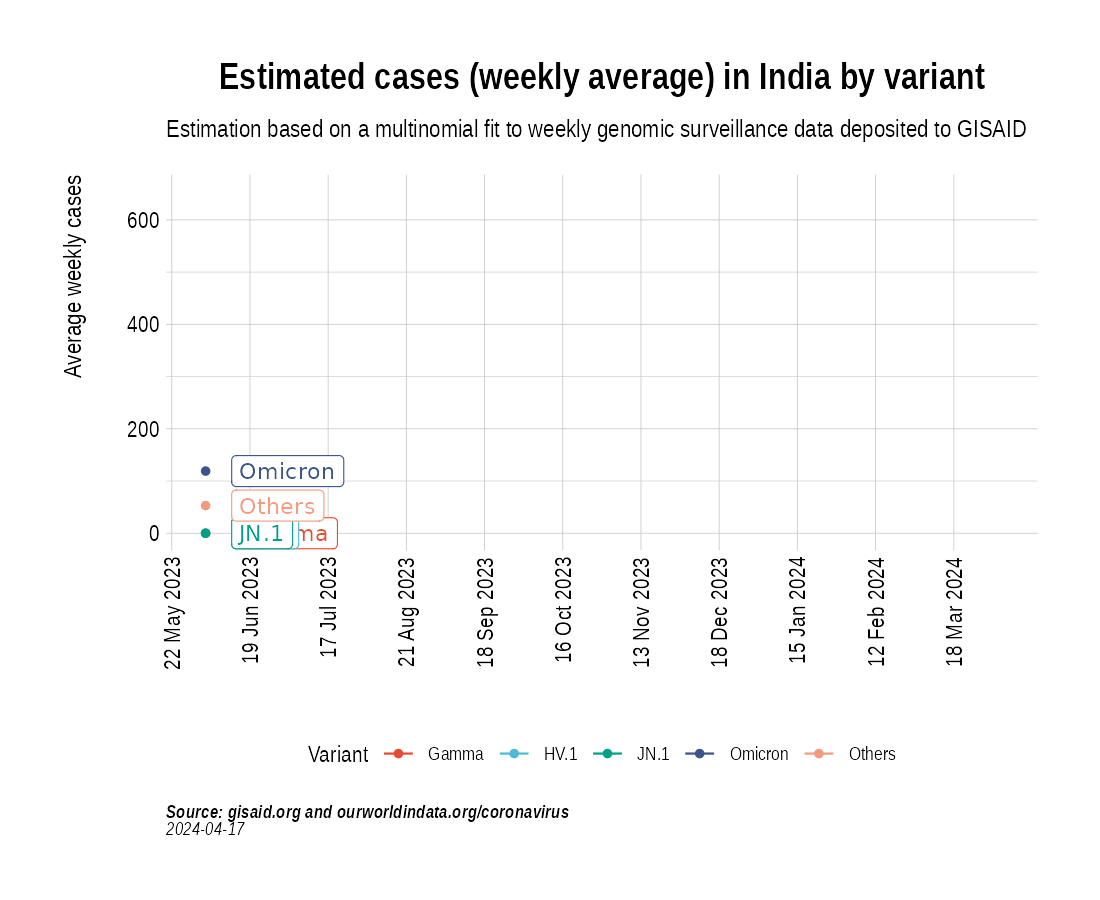 Estimated cases (weekly average) in India by variant
Estimation based on a multinomial fit to weekly genomic surveillance data deposited to GISAID
Average weekly cases
600
400
200
0
Omicron
Others
JN.1
ma
22 May 2023
19 Jun 2023
17 Jul 2023
21 Aug 2023
18 Sep 2023
16 Oct 2023
13 Nov 2023
18 Dec 2023
15 Jan 2024
12 Feb 2024
18 Mar 2024
Variant Gamma HV.1 JN.1 Omicron Others
Source: gisaid.org and ourworldindata.org/coronavirus
2024-04-17